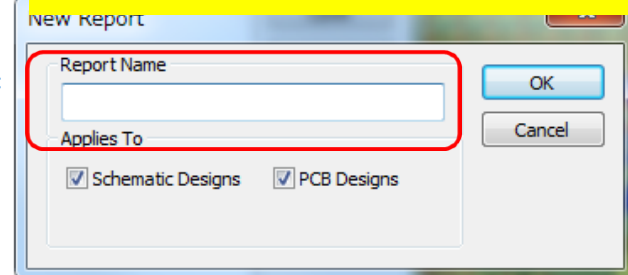 New Report
Report Name
OK
Cancel
Applies To
Schematic Designs
PCB Designs